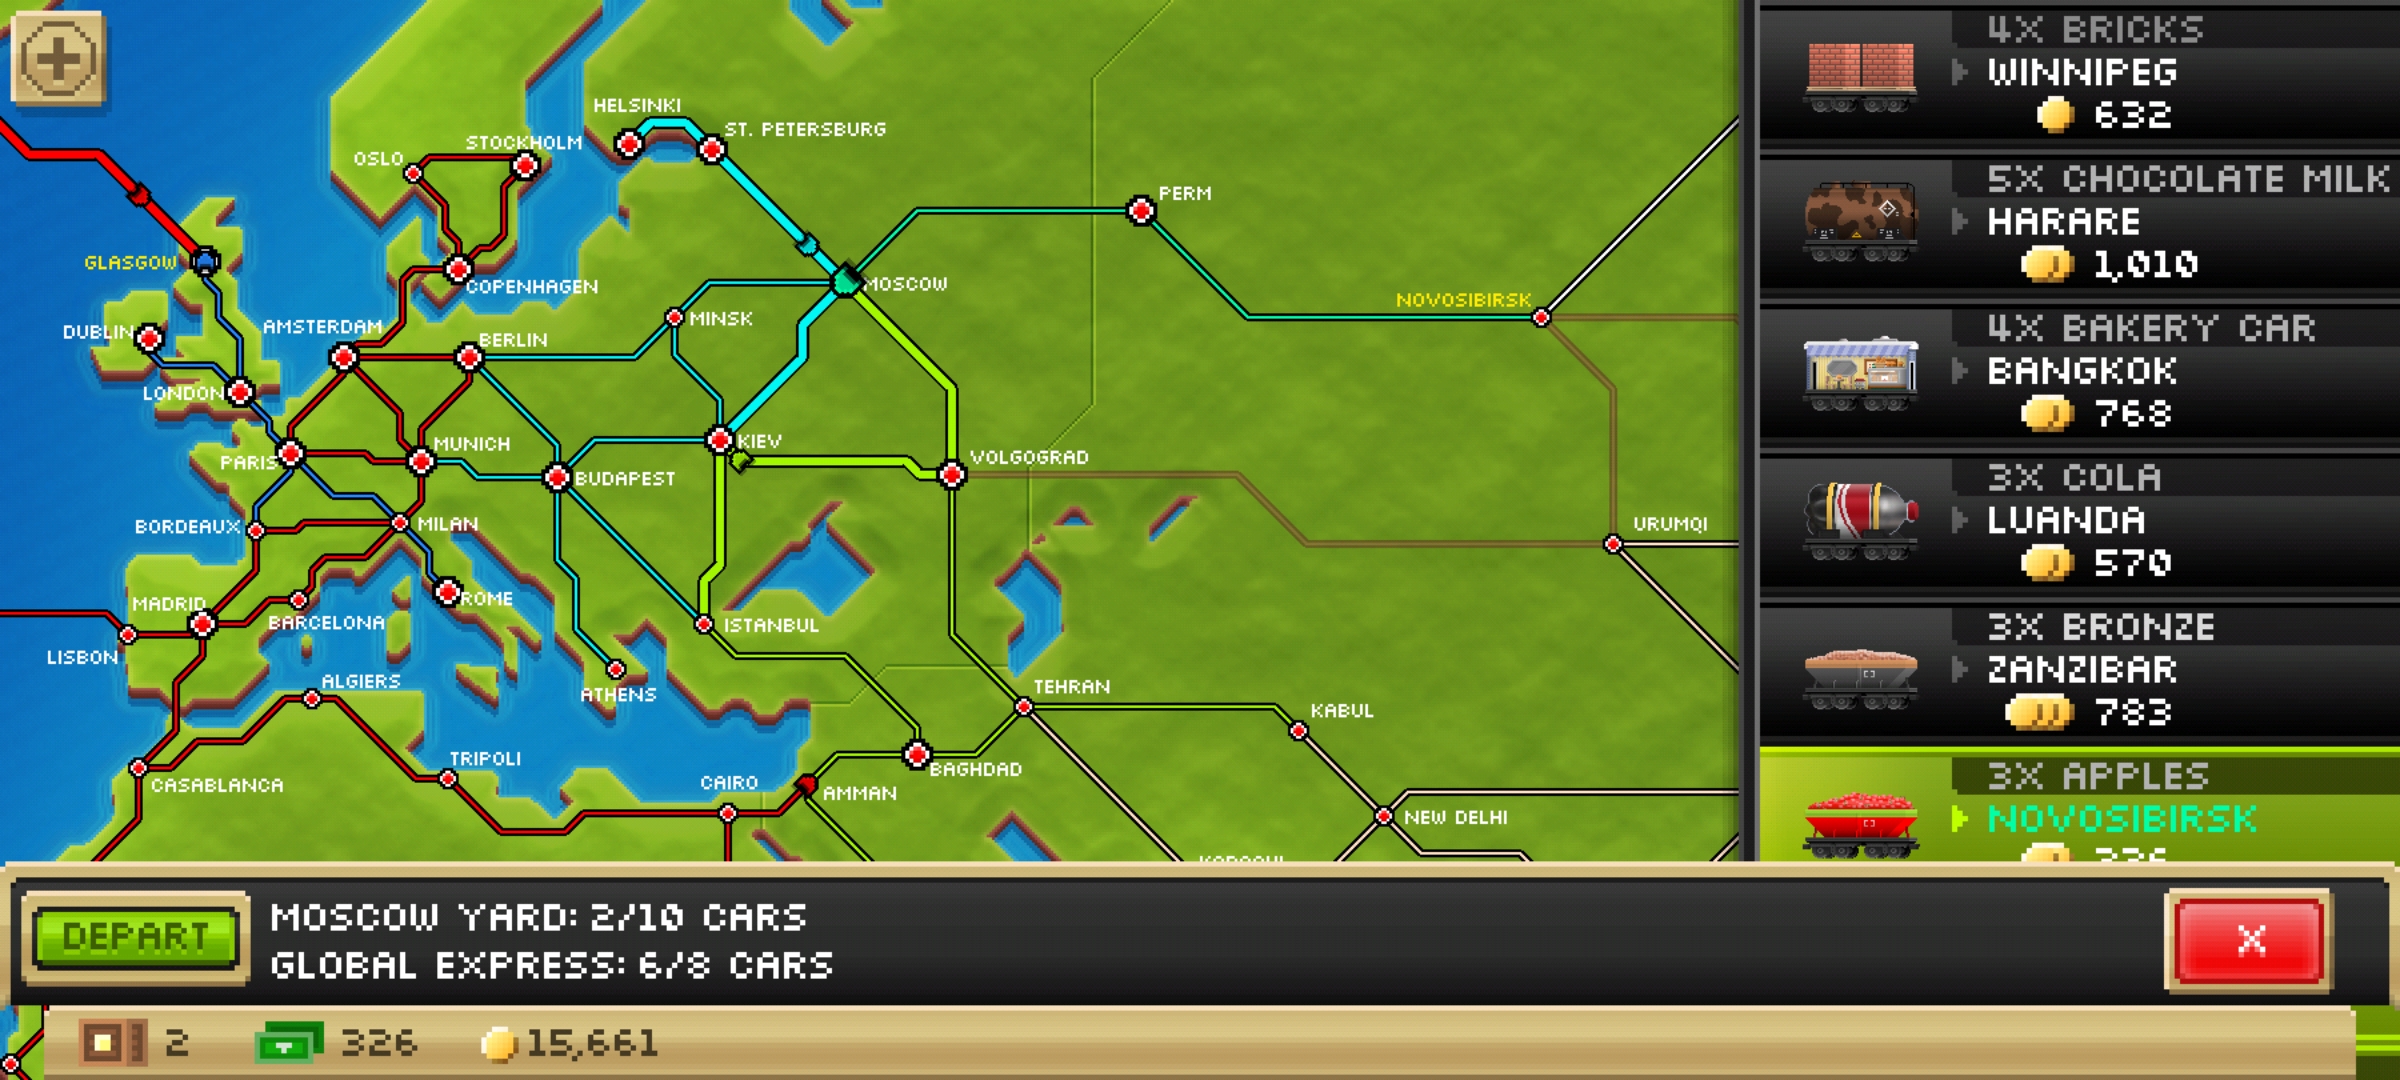 HELSINKI
ST. PETERSBURG
STOCKHOLM
OSLO
PERM
GLASGOW
COPENHAGEN
MOSCOW
NOVOSIBIRSK
DUBLIN
AMSTERDAM
BERLIN
MINSK
LONDON
PARIS
MUNICH
KIEV
VOLGOGRAD
BUDAPEST
BORDEAUX
MILAN
URUMQI
MADRID
ROME
BARCELONA
ISTANBUL
LISBON
ALGIERS
ATHENS
TEHRAN
KABUL
TRIPOLI
CASABLANCA
CAIRO
BAGHDAD
AMMAN
NEW DELHI
4X BRICKS
WINNIPEG
632
5X CHOCOLATE MILK
HARARE
1,010
4X BAKERY CAR
BANGKOK
768
3X COLA
LUANDA
570
3X BRONZE
ZANZIBAR
783
3X APPLES
NOVOSIBIRSK
DEPART
MOSCOW YARD: 2/10 CARS
GLOBAL EXPRESS: 6/8 CARS
X
2
326
15,661